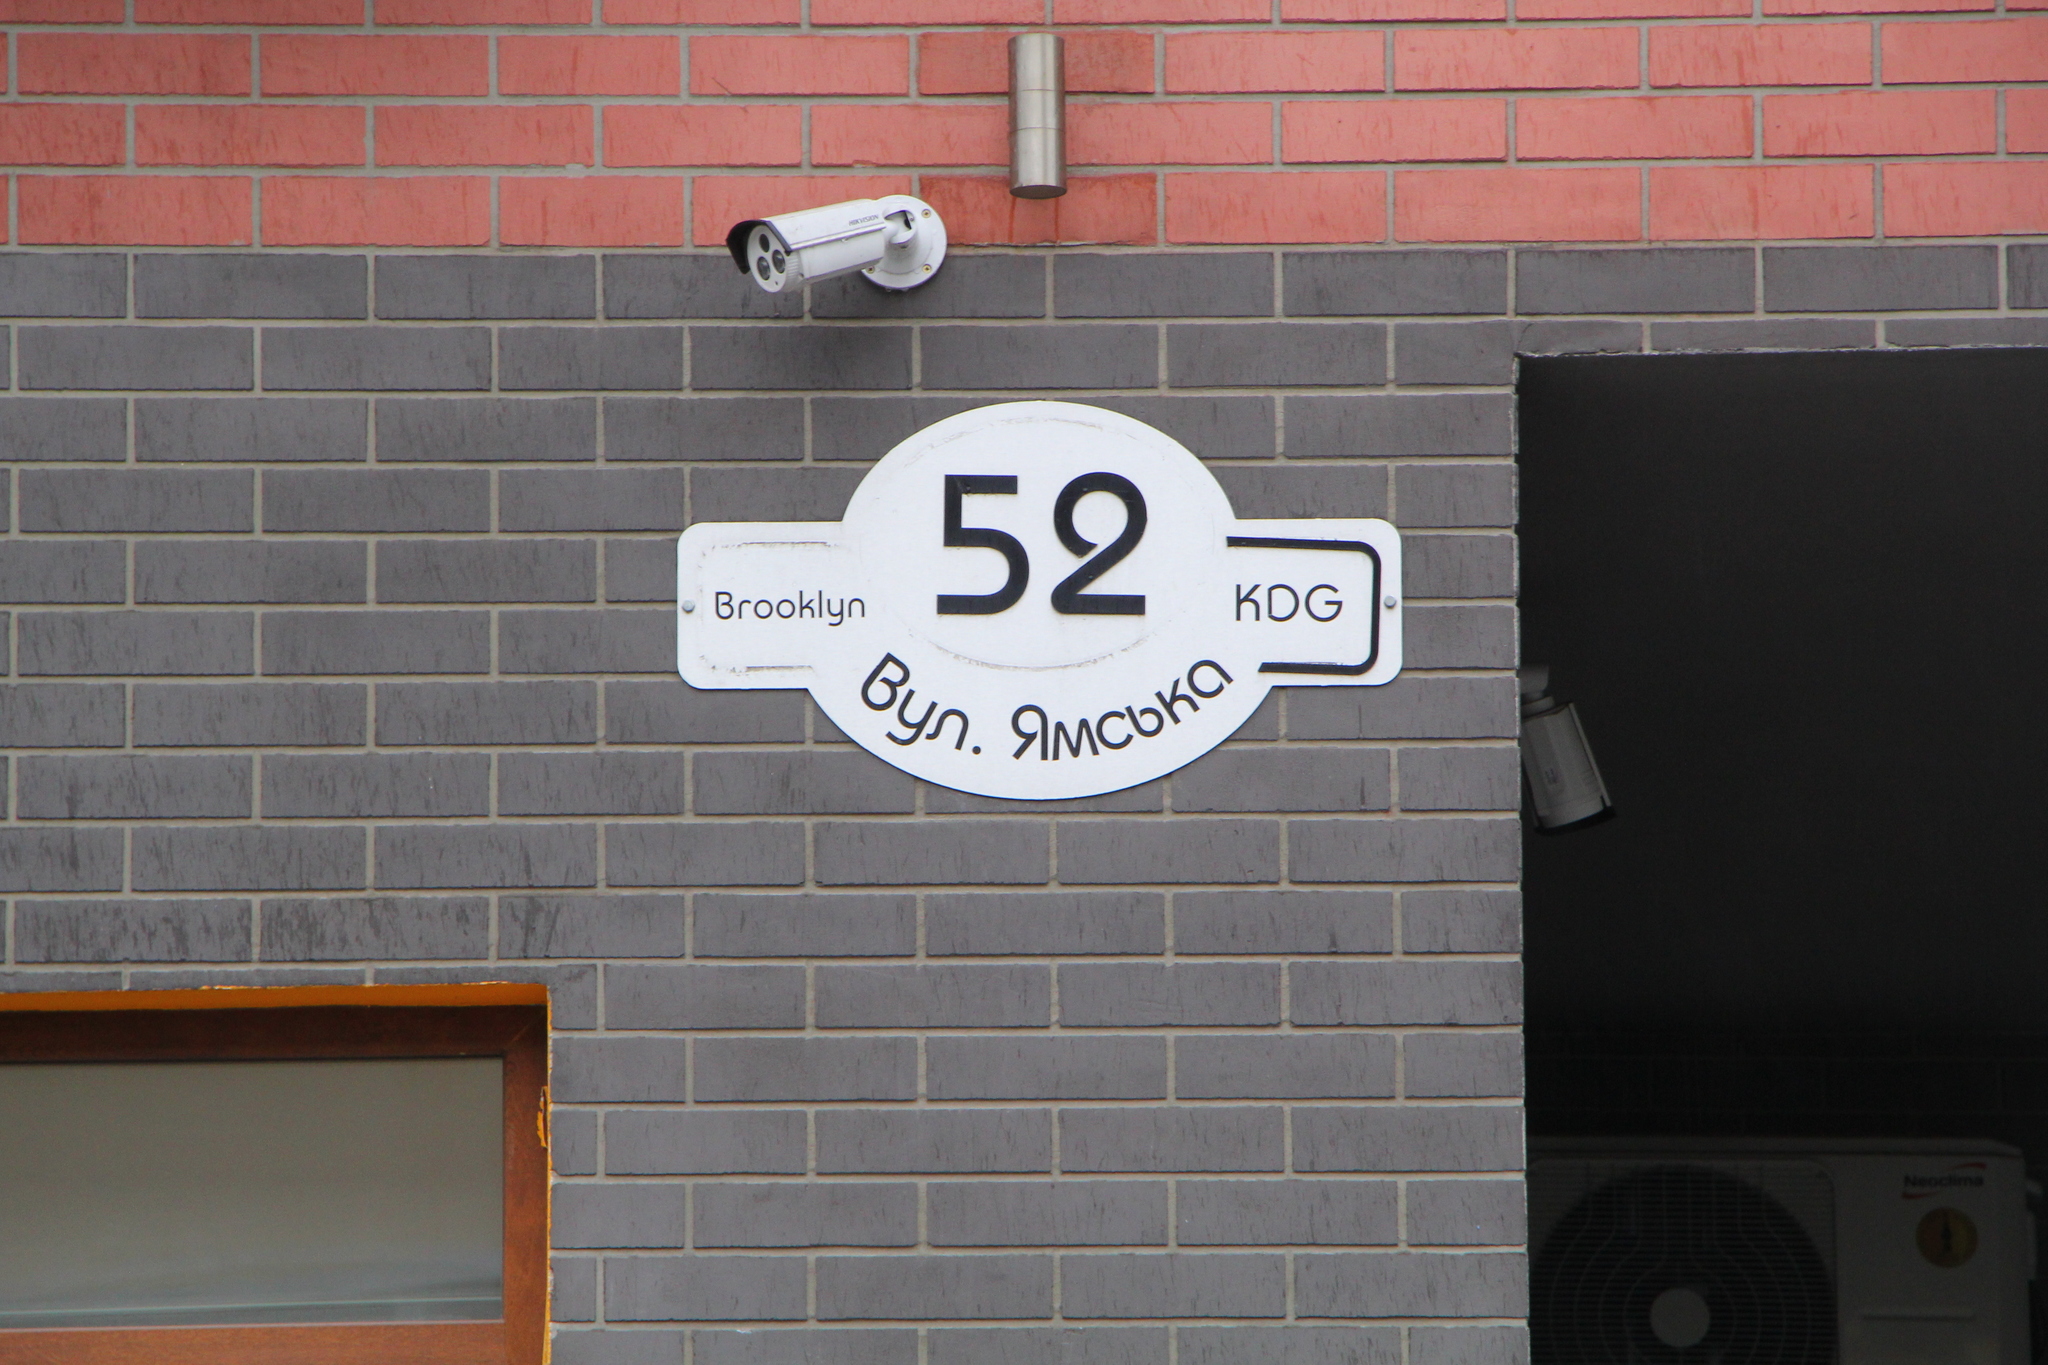 HIKVISION
52
Brooklyn
KDG
Вул. Ямська
Neoclima